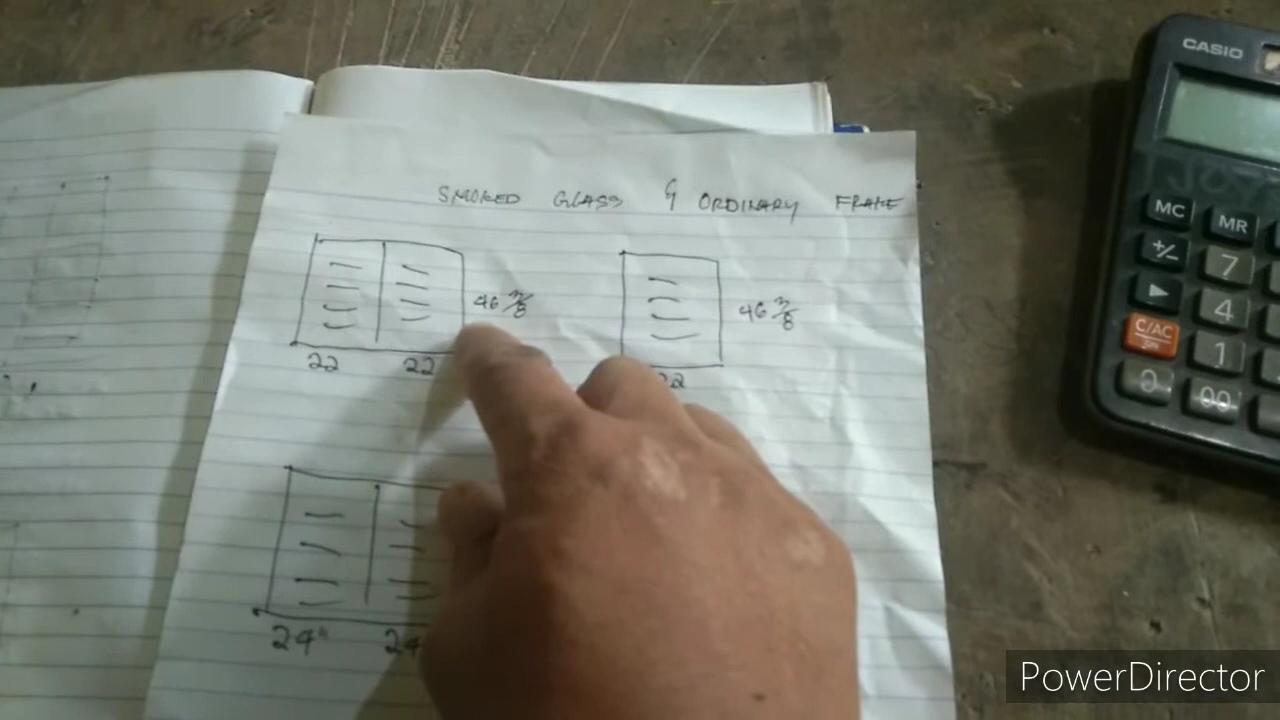 CASIO
SMOKED GLASS & ORDINARY FRAME
46 3/8
46 3/8
22 22
22
24" 24
MC MR
+/- 7
▶ 4
C/AC 1
0 00
PowerDirector